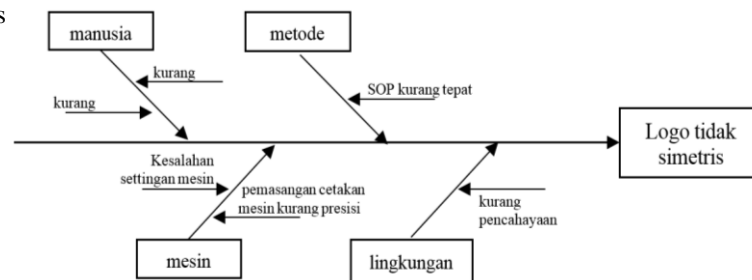 s
manusia
metode
kurang
kurang
SOP kurang tepat
Logo tidak
simetris
Kesalahan
settingan mesin
pemasangan cetakan
mesin kurang presisi
kurang
pencahayaan
mesin
lingkungan